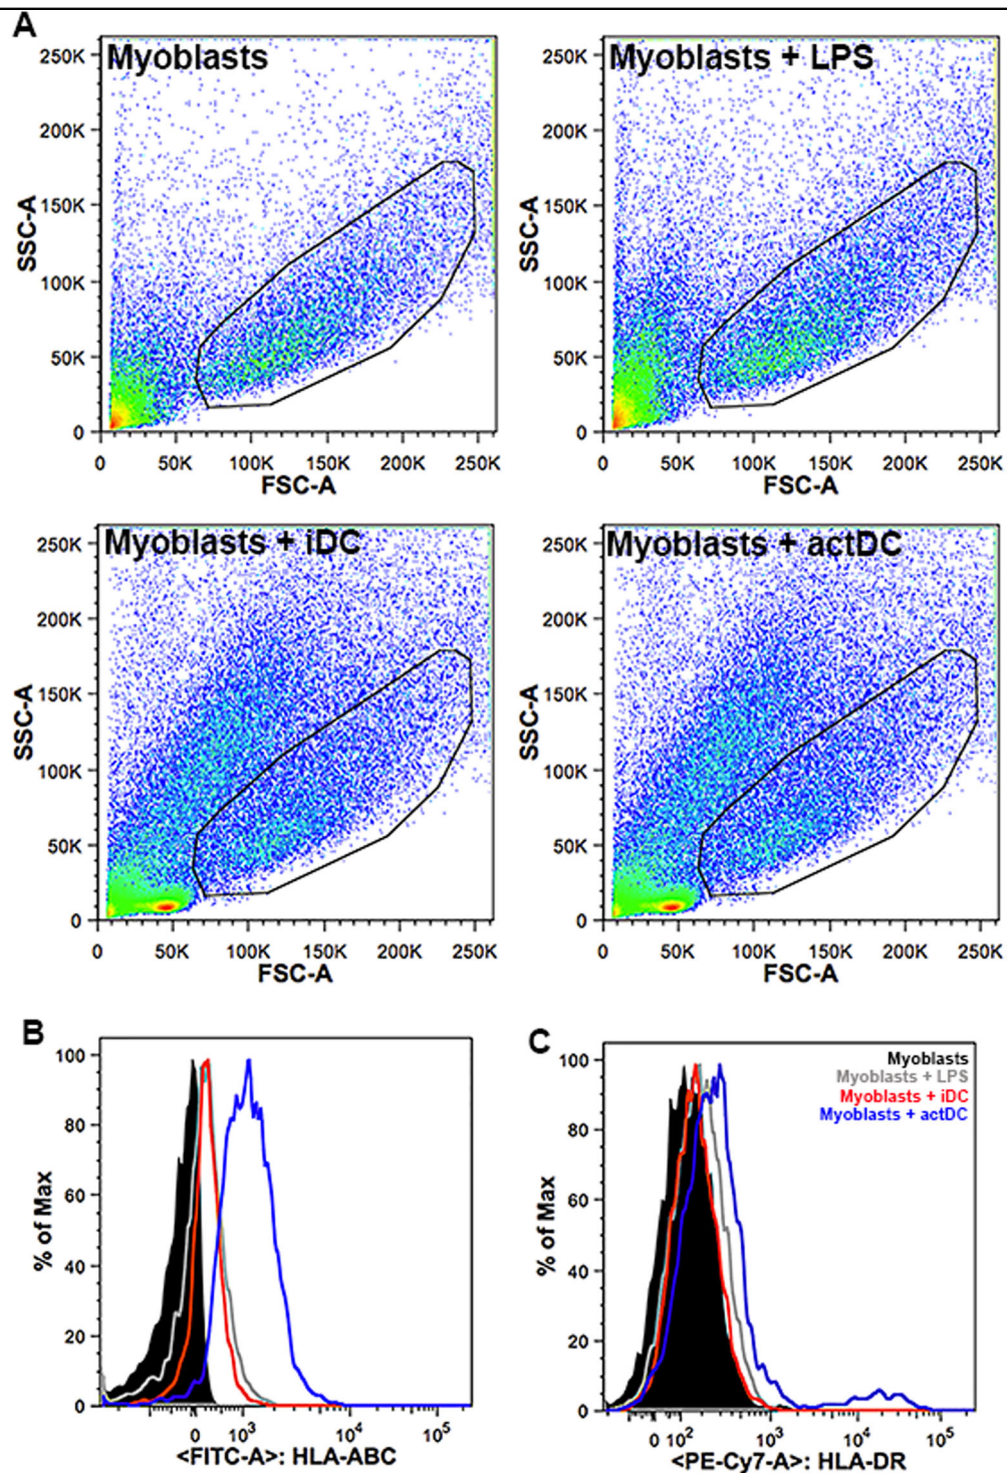 A
Myoblasts
250K
200K
150K
100K
50K
0
SSC-A
0 50K 100K 150K 200K 250K
FSC-A
Myoblasts + LPS
250K
200K
150K
100K
50K
0
SSC-A
0 50K 100K 150K 200K 250K
FSC-A
Myoblasts + iDC
250K
200K
150K
100K
50K
0
SSC-A
0 50K 100K 150K 200K 250K
FSC-A
Myoblasts + actDC
250K
200K
150K
100K
50K
0
SSC-A
0 50K 100K 150K 200K 250K
FSC-A
B
100
80
60
40
20
0
% of Max
0 10³ 10⁴ 10⁵
<FITC-A>: HLA-ABC
C
Myoblasts
Myoblasts + LPS
Myoblasts + iDC
Myoblasts + actDC
100
80
60
40
20
0
% of Max
0 10² 10³ 10⁴ 10⁵
<PE-Cy7-A>: HLA-DR